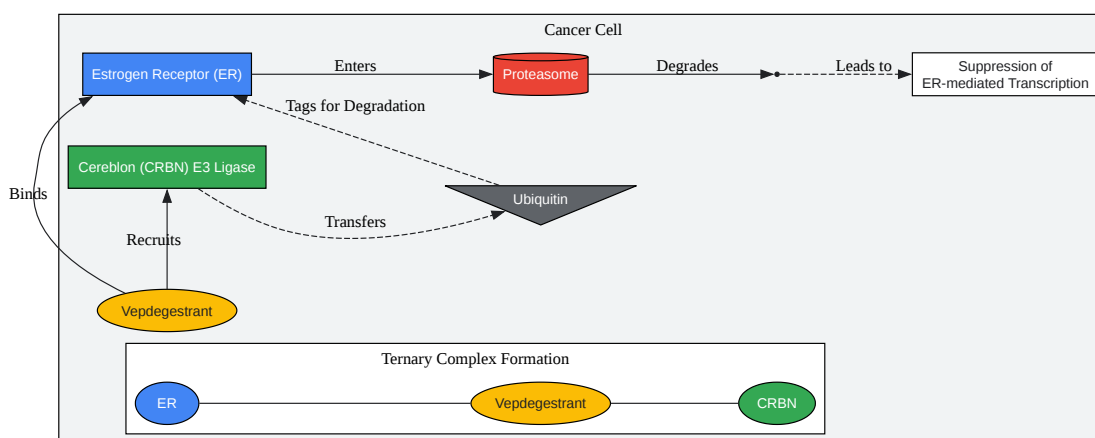 Cancer Cell
Estrogen Receptor (ER)
Enters
Proteasome
Degrades
Leads to
Suppression of
ER-mediated Transcription
Tags for Degradation
Cereblon (CRBN) E3 Ligase
Binds
Ubiquitin
Transfers
Recruits
Vepdegestrant
Ternary Complex Formation
ER
Vepdegestrant
CRBN